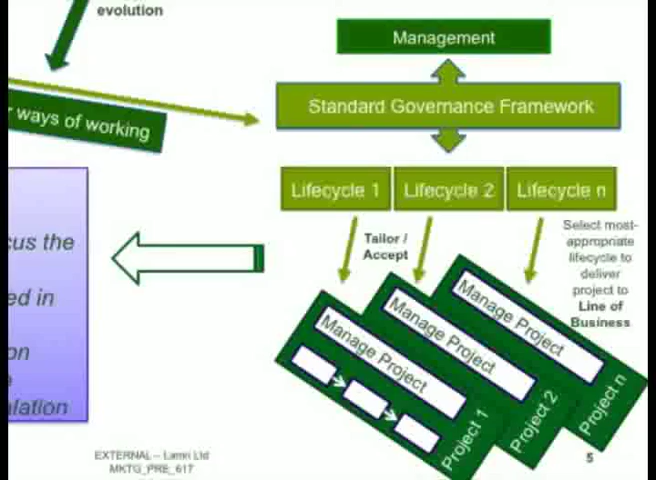 evolution
Management
Standard Governance Framework
ways of working
Lifecycle 1
Lifecycle 2
Lifecycle n
Tailor /
Accept
Select most-
appropriate
lifecycle to
deliver
project to
Line of
Business
cus the
ed in
on
lation
Manage Project
Manage Project
Manage Project
Project 1
Project 2
Project n
EXTERNAL – Lamri Ltd
MKTG_PRE_617
5